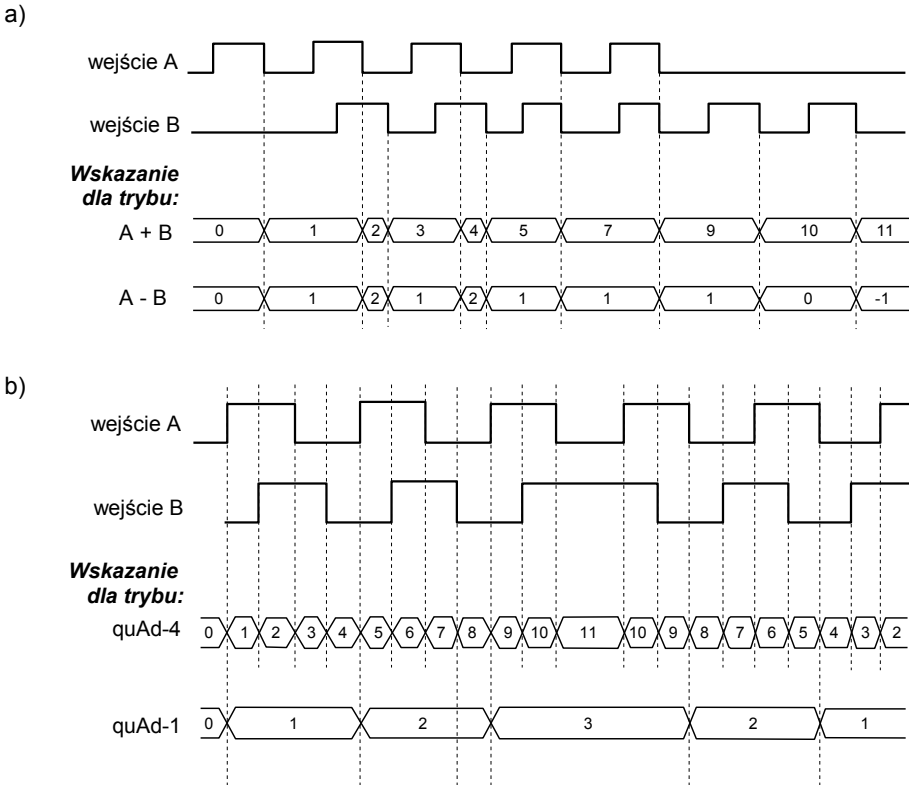 a)
wejście A
wejście B
Wskazanie
dla trybu:
A + B 0 1 2 3 4 5 7 9 10 11
A - B 0 1 2 1 2 1 1 1 0 -1
b)
wejście A
wejście B
Wskazanie
dla trybu:
quAd-4 0 1 2 3 4 5 6 7 8 9 10 11 10 9 8 7 6 5 4 3 2
quAd-1 0 1 2 3 2 1